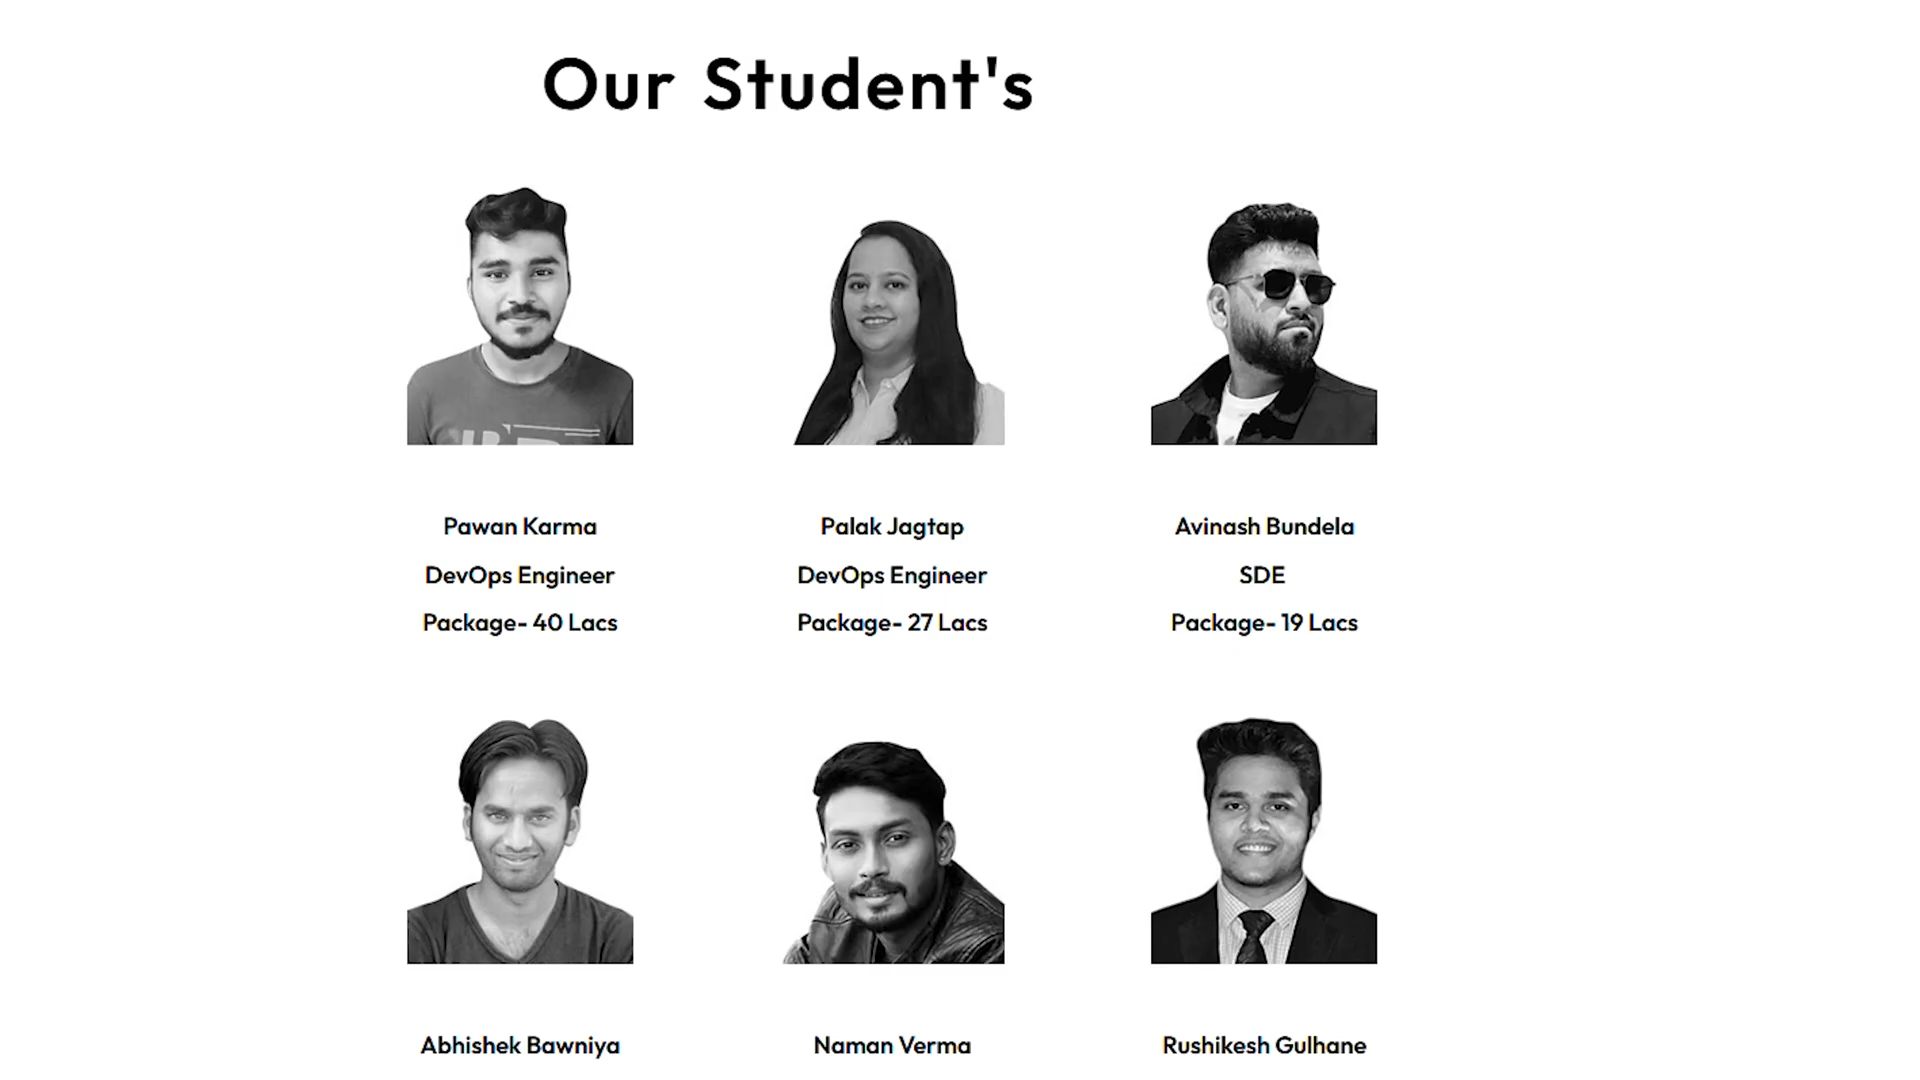 Our Student's
Pawan Karma
DevOps Engineer
Package- 40 Lacs
Palak Jagtap
DevOps Engineer
Package- 27 Lacs
Avinash Bundela
SDE
Package- 19 Lacs
Abhishek Bawniya
Naman Verma
Rushikesh Gulhane